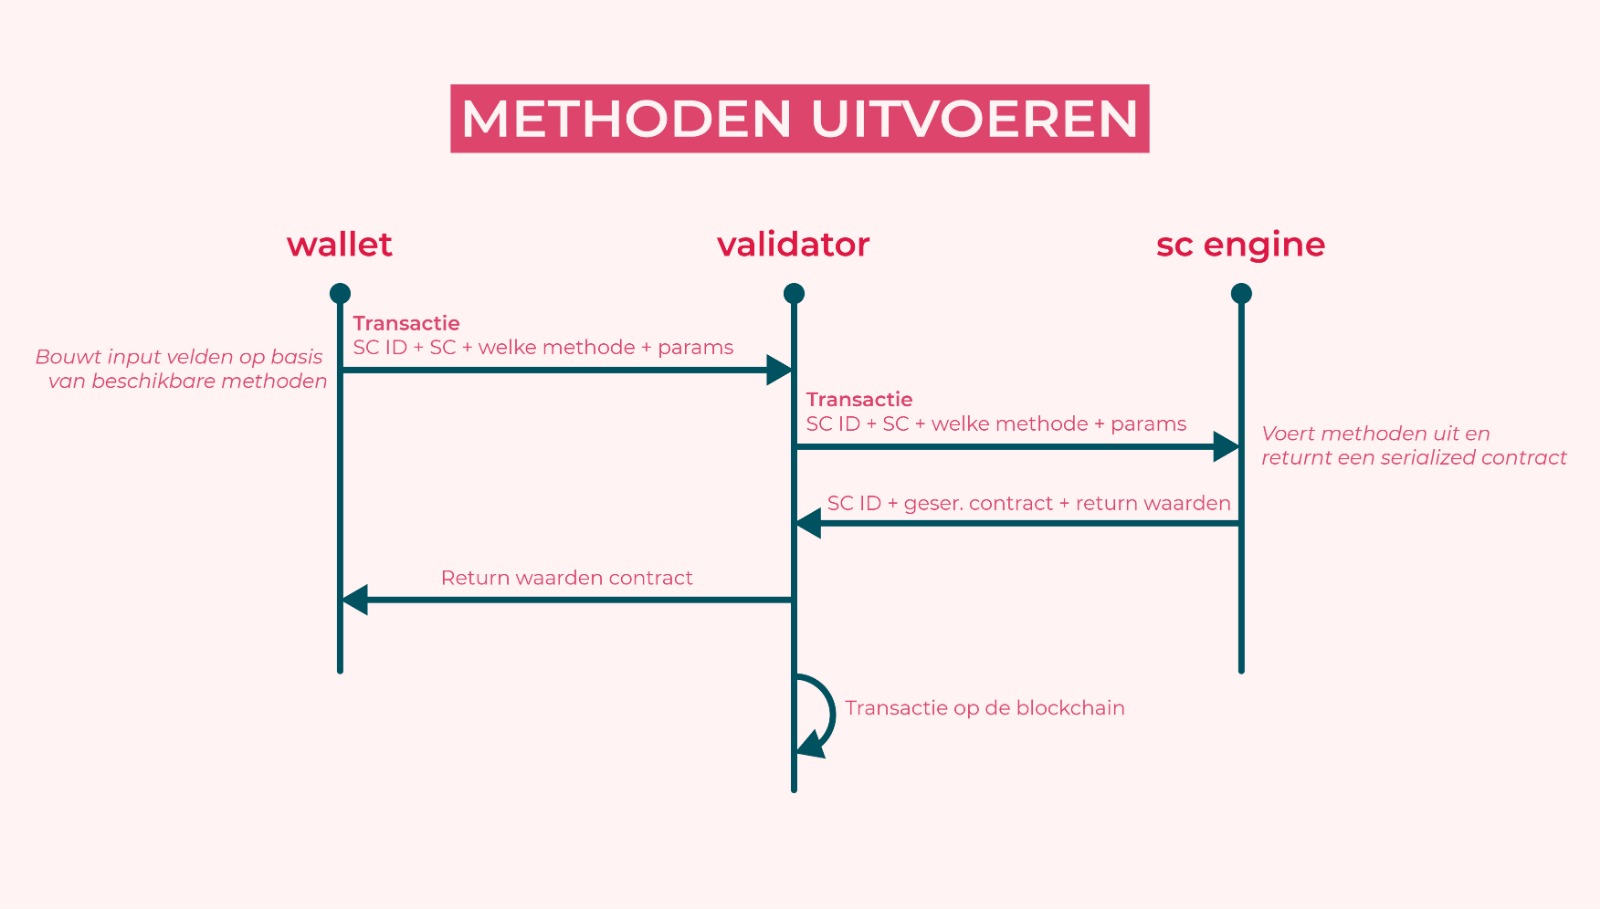 METHODEN UITVOEREN
wallet
validator
sc engine
Transactie
SC ID + SC + welke methode + params
Bouwt input velden op basis
van beschikbare methoden
Transactie
SC ID + SC + welke methode + params
Voert methoden uit en
returnt een serialized contract
SC ID + geser. contract + return waarden
Return waarden contract
Transactie op de blockchain